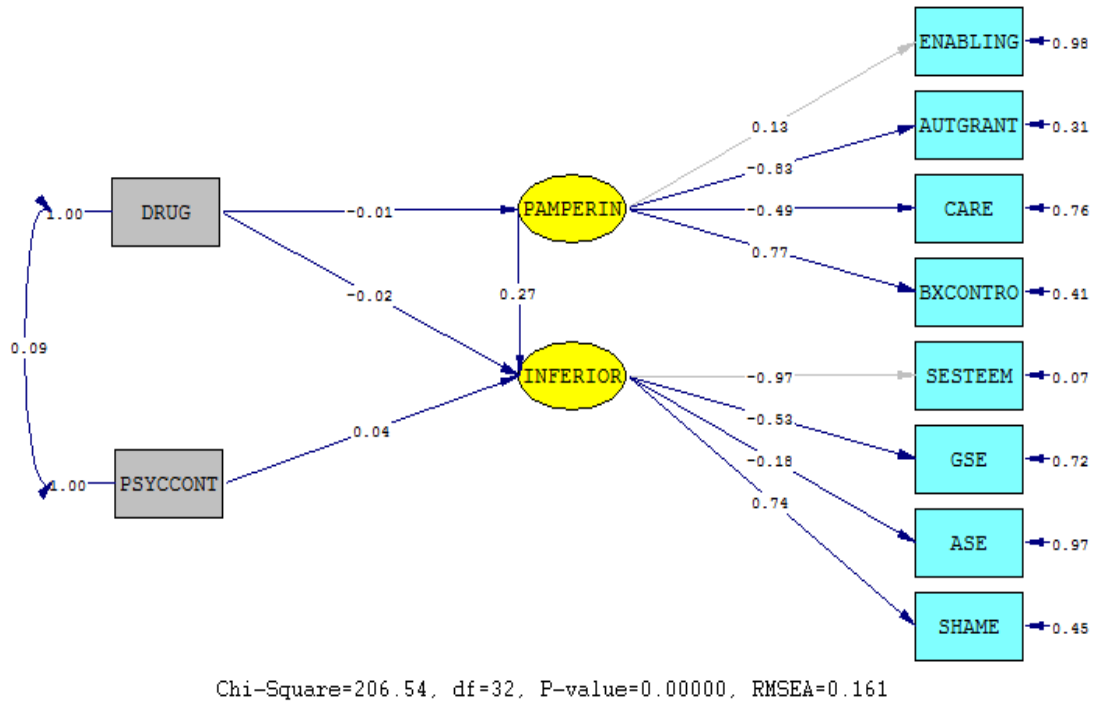 ENABLING
0.98
0.13
AUTGRANT
0.31
-0.83
1.00
DRUG
-0.01
PAMPERIN
-0.49
CARE
0.76
0.77
-0.02
0.27
BXCONTRO
0.41
0.09
INFERIOR
-0.97
SESTEEM
0.07
-0.53
0.04
GSE
0.72
-0.18
1.00
PSYCCONT
0.74
ASE
0.97
SHAME
0.45
Chi-Square=206.54, df=32, P-value=0.00000, RMSEA=0.161